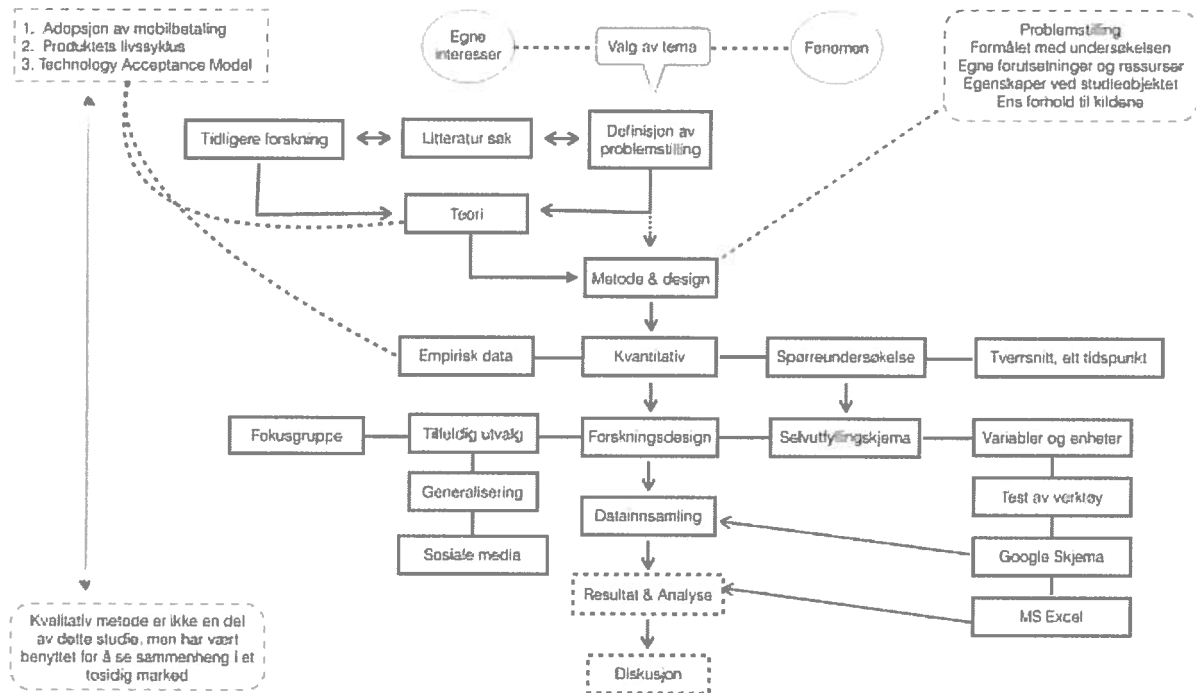 1. Adopsjon av mobilbetaling
2. Produktets livssyklus
3. Technology Acceptance Model
Egne
interesser
Valg av tema
Fenomen
Problemstilling
Formålet med undersøkelsen
Egne forutsetninger og ressurser
Egenskaper ved studieobjektet
Ens forhold til kildene
Tidligere forskning
Litteratur søk
Definisjon av
problemstilling
Teori
Metode & design
Empirisk data
Kvantitativ
Spørreundersøkelse
Tverrsnitt, ett tidspunkt
Fokusgruppe
Tilfeldig utvalg
Forskningsdesign
Selvutfyllingskjema
Variabler og enheter
Generalisering
Test av verktøy
Datainnsamling
Sosiale media
Google Skjema
Resultat & Analyse
MS Excel
Kvalitativ metode er ikke en del
av dette studie, men har vært
benyttet for å se sammenheng i et
tosidig marked
Diskusjon